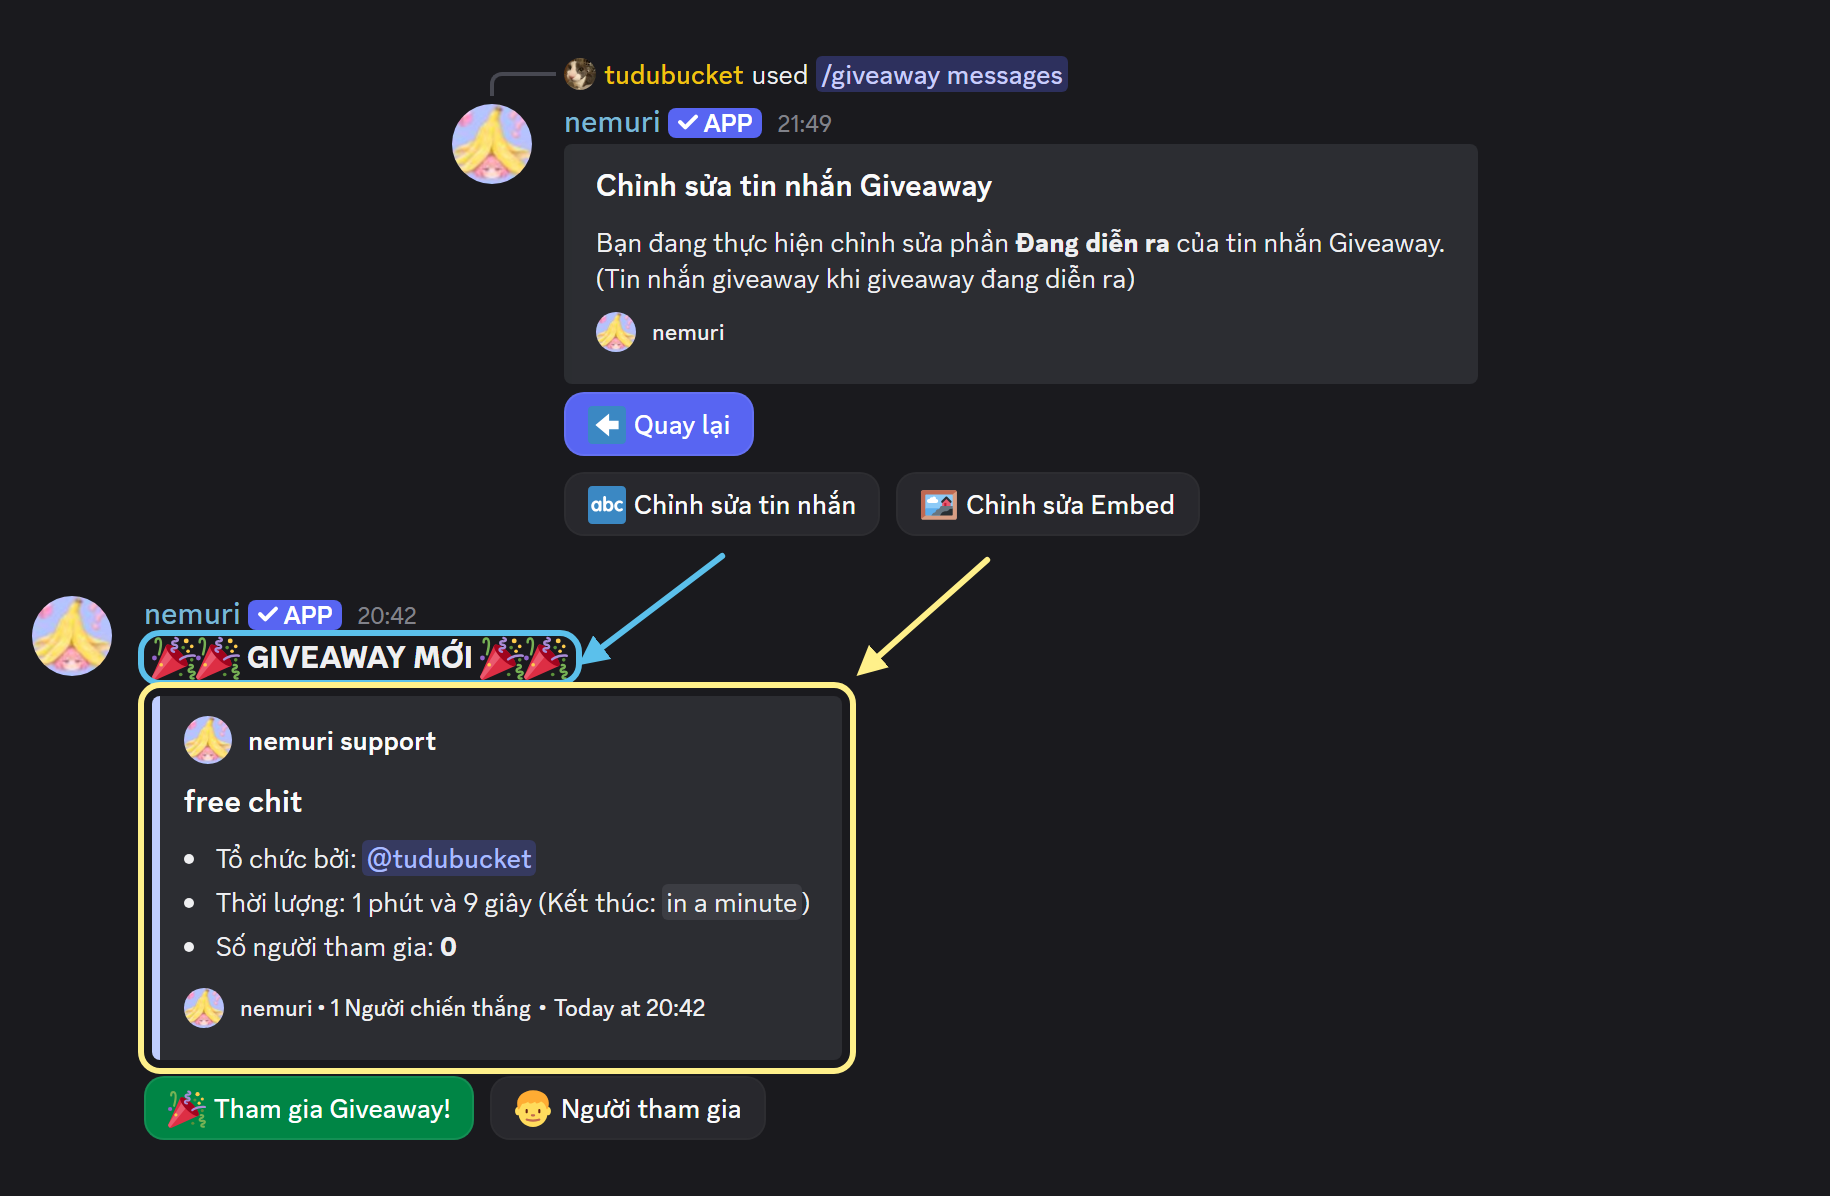 tudubucket used /giveaway messages
nemuri APP 21:49
Chỉnh sửa tin nhắn Giveaway
Bạn đang thực hiện chỉnh sửa phần Đang diễn ra của tin nhắn Giveaway.
(Tin nhắn giveaway khi giveaway đang diễn ra)
nemuri
Quay lại
abc Chỉnh sửa tin nhắn
Chỉnh sửa Embed
nemuri APP 20:42
🎉🎉 GIVEAWAY MỚI 🎉🎉
nemuri support
free chit
• Tổ chức bởi: @tudubucket
• Thời lượng: 1 phút và 9 giây (Kết thúc: in a minute)
• Số người tham gia: 0
nemuri • 1 Người chiến thắng • Today at 20:42
🎉 Tham gia Giveaway!
Người tham gia